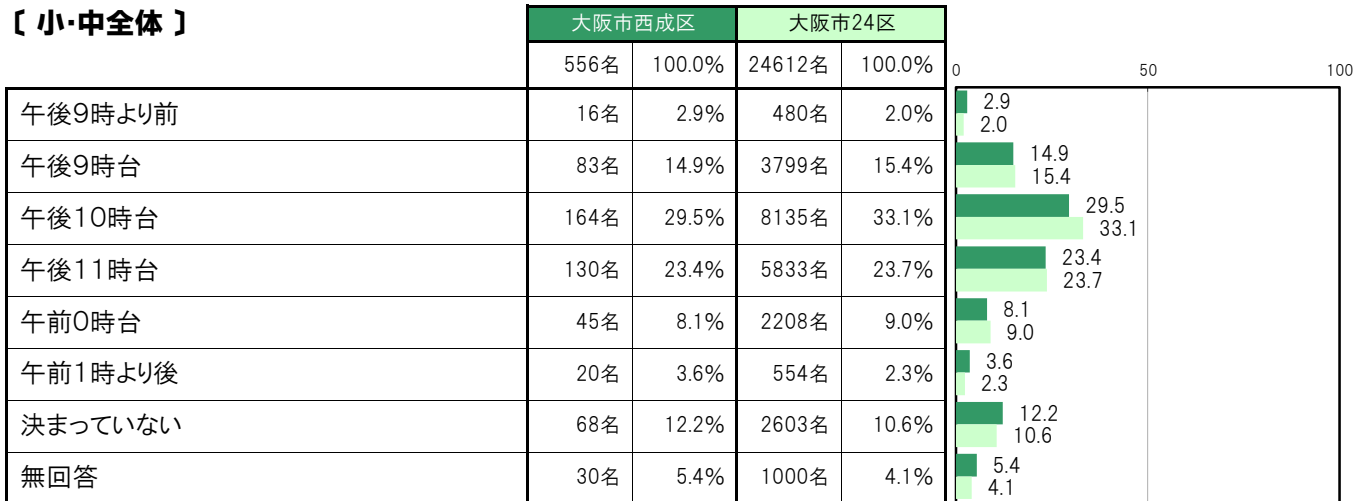 〔 小・中全体 〕
大阪市西成区 大阪市24区
556名 100.0% 24612名 100.0%
0 50 100
午後9時より前 16名 2.9% 480名 2.0% 2.9
2.0
午後9時台 83名 14.9% 3799名 15.4% 14.9
15.4
午後10時台 164名 29.5% 8135名 33.1% 29.5
33.1
午後11時台 130名 23.4% 5833名 23.7% 23.4
23.7
午前0時台 45名 8.1% 2208名 9.0% 8.1
9.0
午前1時より後 20名 3.6% 554名 2.3% 3.6
2.3
決まっていない 68名 12.2% 2603名 10.6% 12.2
10.6
無回答 30名 5.4% 1000名 4.1% 5.4
4.1